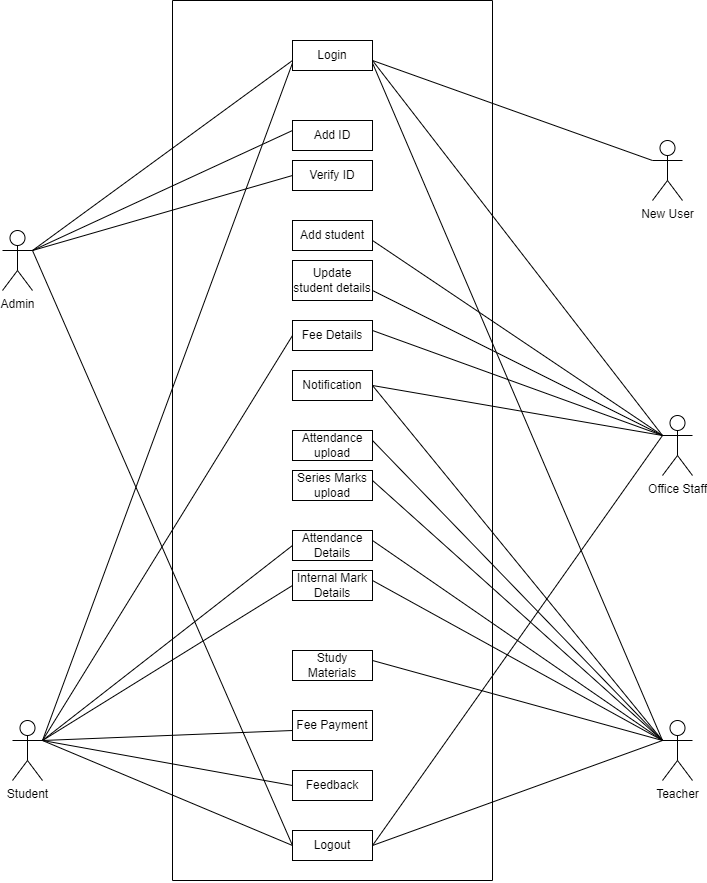 Login
Add ID
Verify ID
New User
Add student
Update
student details
Admin
Fee Details
Notification
Attendance
upload
Series Marks
upload
Office Staff
Attendance
Details
Internal Mark
Details
Study
Materials
Fee Payment
Feedback
Student
Teacher
Logout